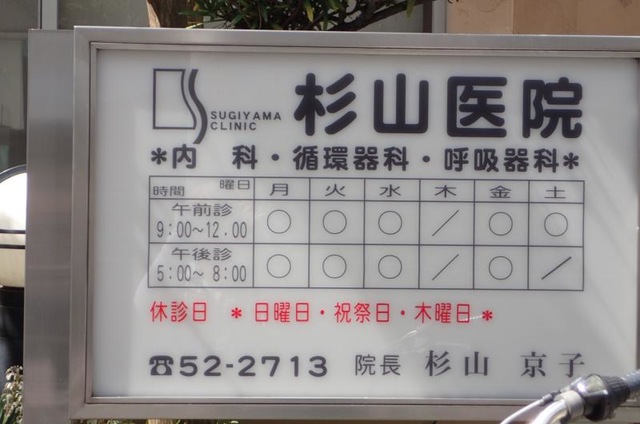 SUGIYAMA
CLINIC
杉山医院
*内 科・循環器科・呼吸器科*
時間 曜日 月 火 水 木 金 土
午前診
9:00~12.00 ○ ○ ○ / ○ ○
午後診
5:00~8:00 ○ ○ ○ / ○ /
休診日 * 日曜日・祝祭日・木曜日 *
☎52-2713 院長 杉山 京子